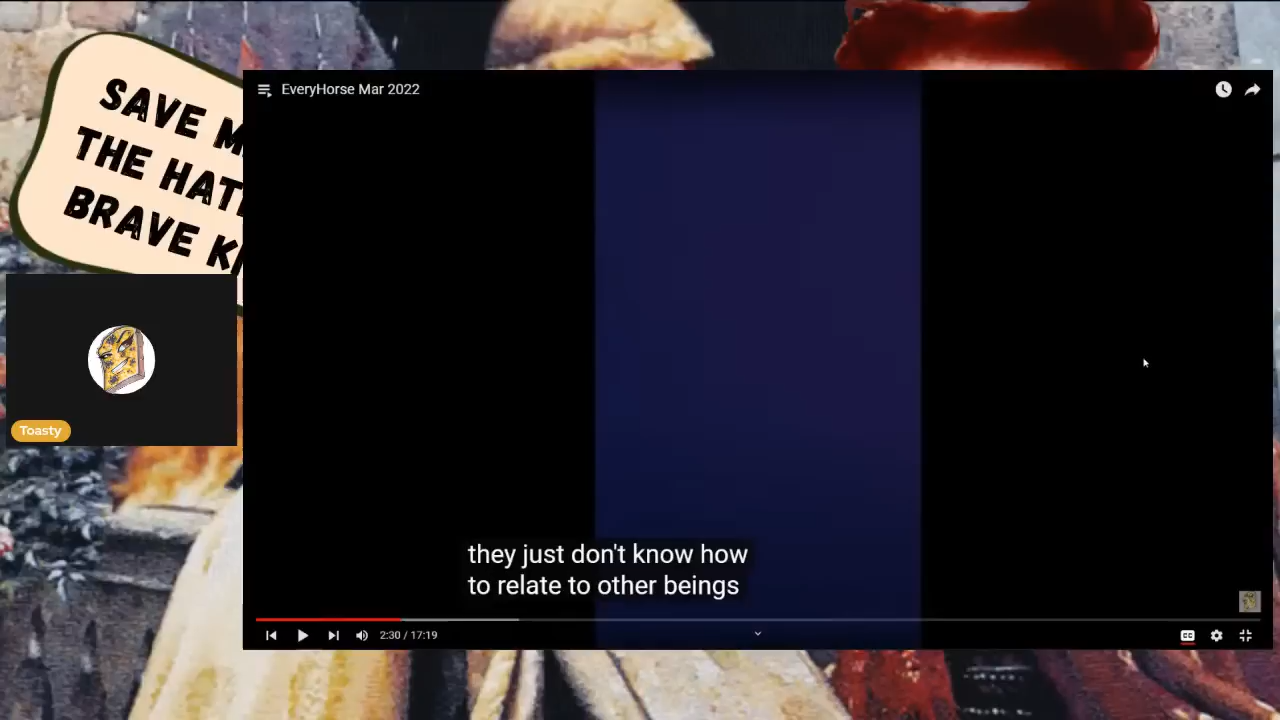 EveryHorse Mar 2022
SAVE
THE
BRAVE
Toasty
they just don't know how
to relate to other beings
2:30 / 17:19
CC